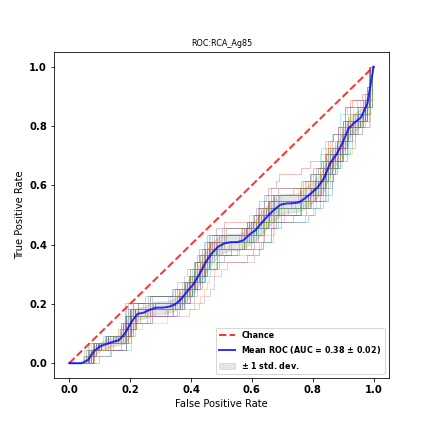 ROC:RCA_Ag85
1.0
0.8
0.6
0.4
0.2
0.0
True Positive Rate
Chance
Mean ROC (AUC = 0.38 ± 0.02)
± 1 std. dev.
0.0 0.2 0.4 0.6 0.8 1.0
False Positive Rate